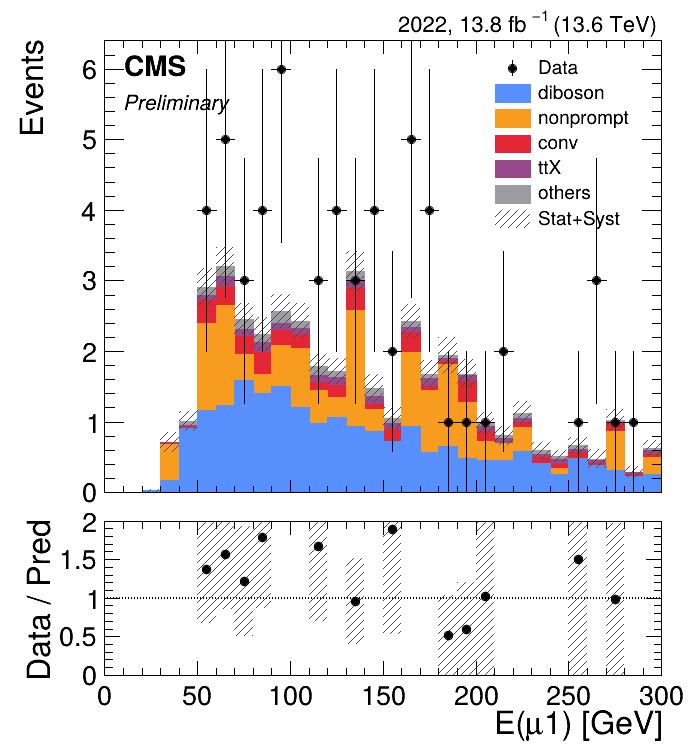 2022, 13.8 fb⁻¹ (13.6 TeV)
Events
CMS
Preliminary
Data
diboson
nonprompt
conv
ttX
others
Stat+Syst
6
5
4
3
2
1
0
Data / Pred
2
1.5
1
0.5
0
0 50 100 150 200 250 300
E(μ1) [GeV]